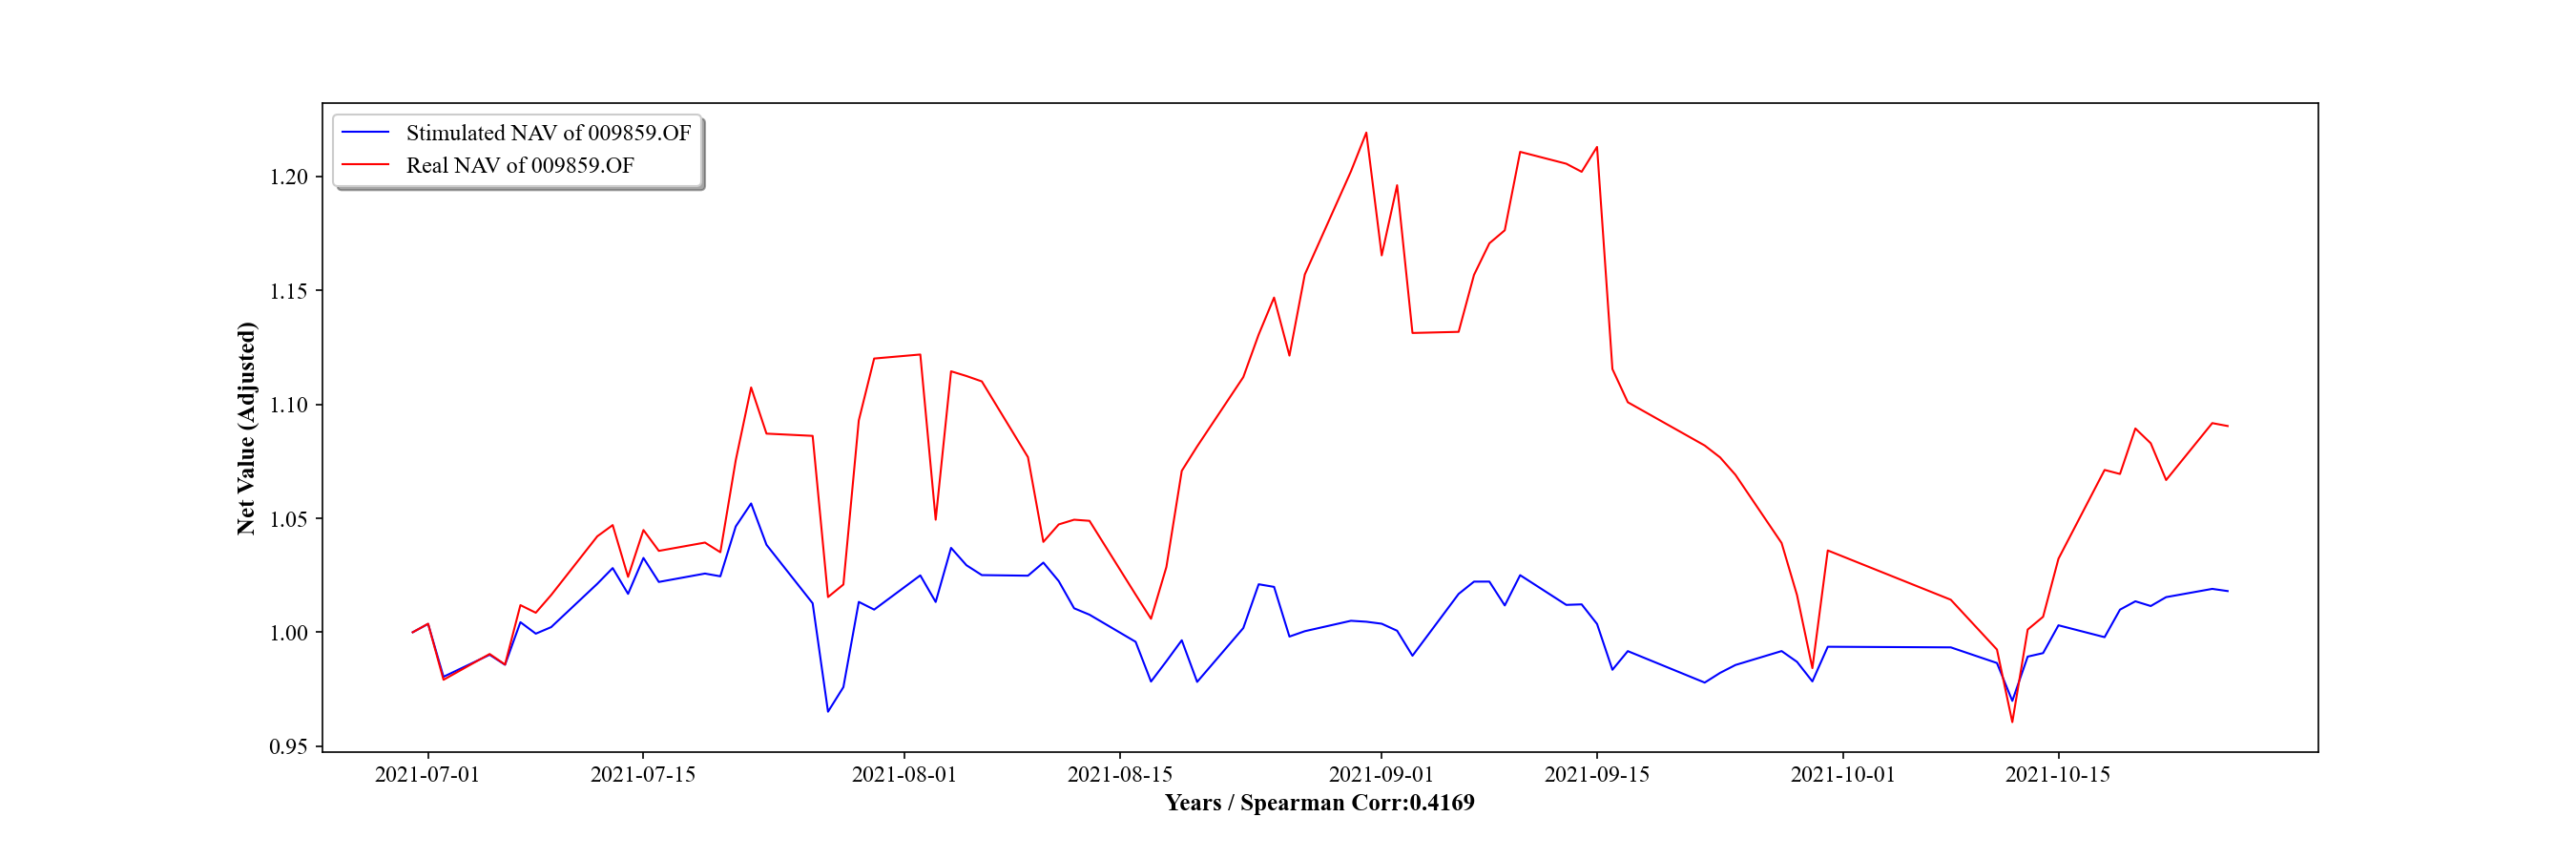 Stimulated NAV of 009859.OF
Real NAV of 009859.OF
1.20
1.15
1.10
1.05
1.00
0.95
Net Value (Adjusted)
2021-07-01 2021-07-15 2021-08-01 2021-08-15 2021-09-01 2021-09-15 2021-10-01 2021-10-15
Years / Spearman Corr:0.4169